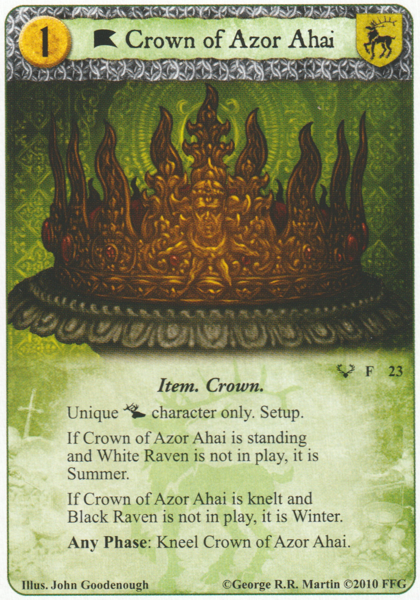 1
Crown of Azor Ahai
F 23
Item. Crown.
Unique character only. Setup.
If Crown of Azor Ahai is standing
and White Raven is not in play, it is
Summer.
If Crown of Azor Ahai is knelt and
Black Raven is not in play, it is Winter.
Any Phase: Kneel Crown of Azor Ahai.
Illus. John Goodenough ©George R.R. Martin ©2010 FFG